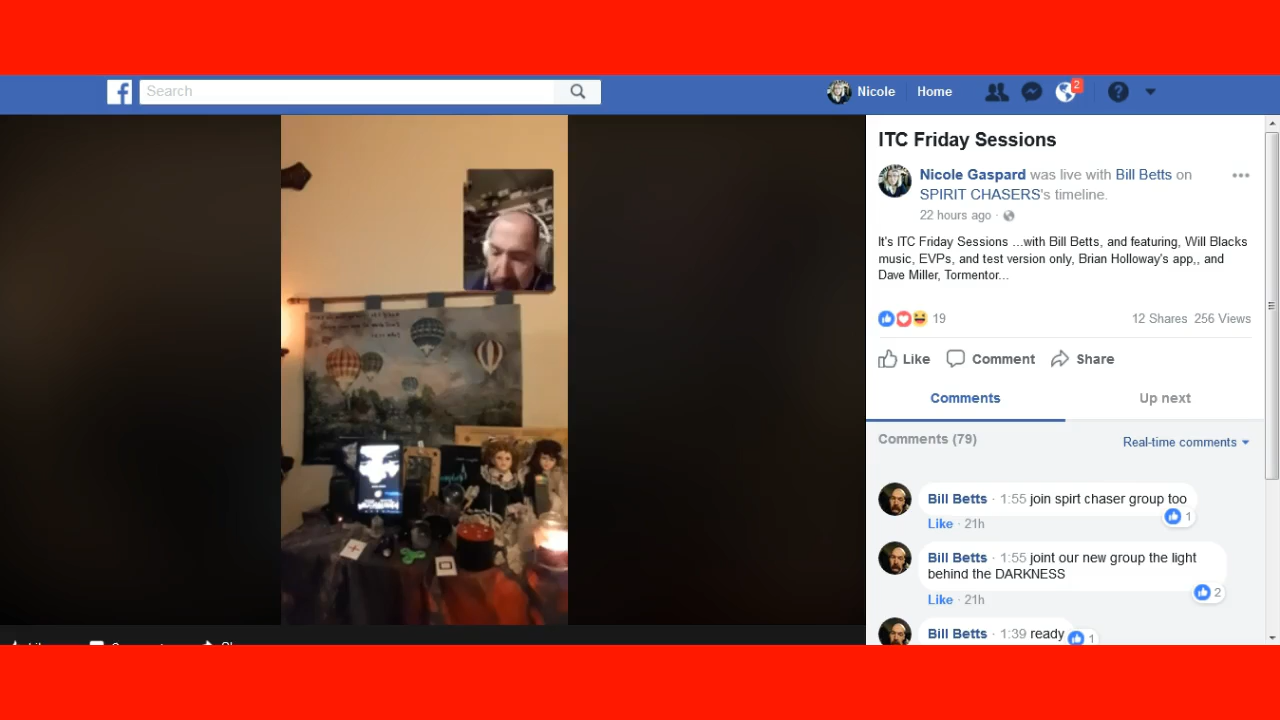 f
Search
Nicole
Home
2
?
ITC Friday Sessions
Nicole Gaspard was live with Bill Betts on
SPIRIT CHASERS's timeline.
22 hours ago ·
It's ITC Friday Sessions ...with Bill Betts, and featuring, Will Blacks
music, EVPs, and test version only, Brian Holloway's app,, and
Dave Miller, Tormentor...
19
12 Shares 256 Views
Like Comment Share
Comments Up next
Comments (79)
Real-time comments
Bill Betts · 1:55 join spirt chaser group too
1
Like · 21h
Bill Betts · 1:55 joint our new group the light
behind the DARKNESS
2
Like · 21h
Bill Betts · 1:39 ready
1